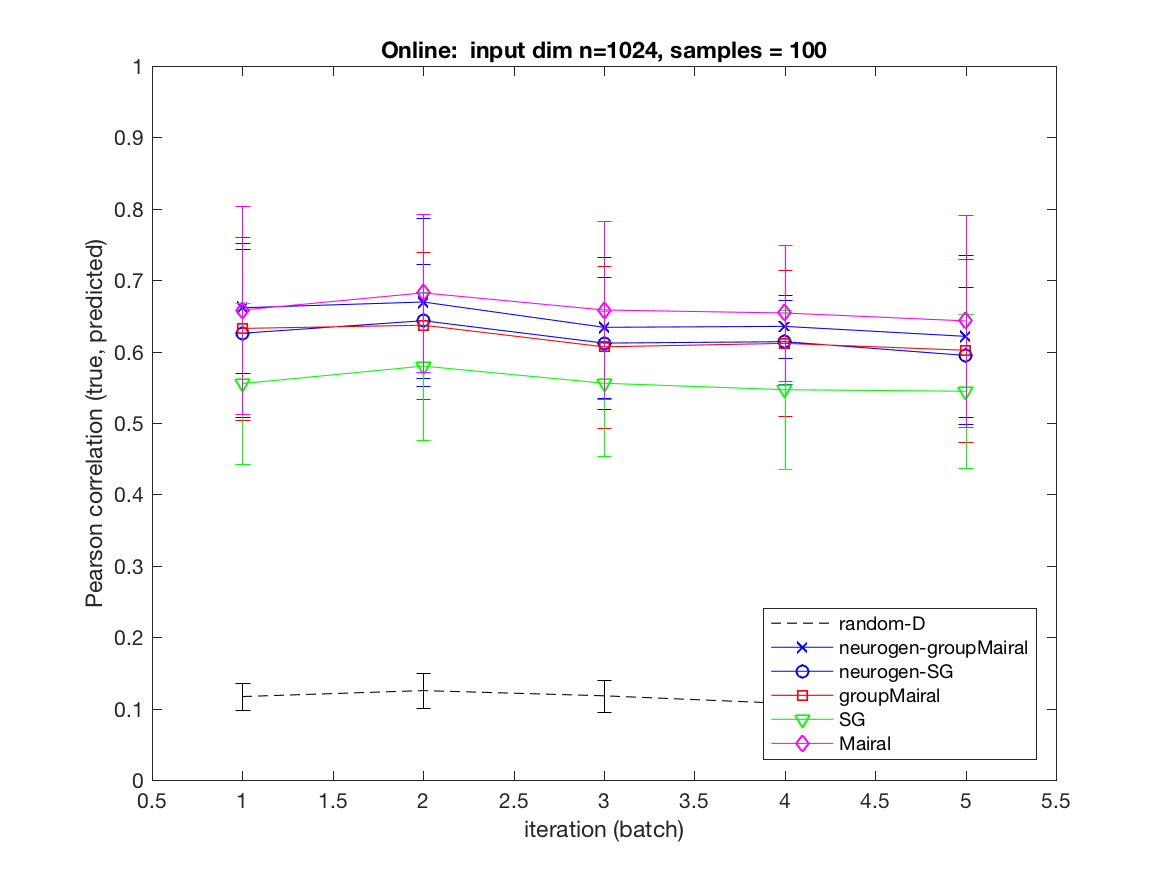 Online:  input dim n=1024, samples = 100
Pearson correlation (true, predicted)
1
0.9
0.8
0.7
0.6
0.5
0.4
0.3
0.2
0.1
0
0.5 1 1.5 2 2.5 3 3.5 4 4.5 5 5.5
iteration (batch)
random-D
neurogen-groupMairal
neurogen-SG
groupMairal
SG
Mairal